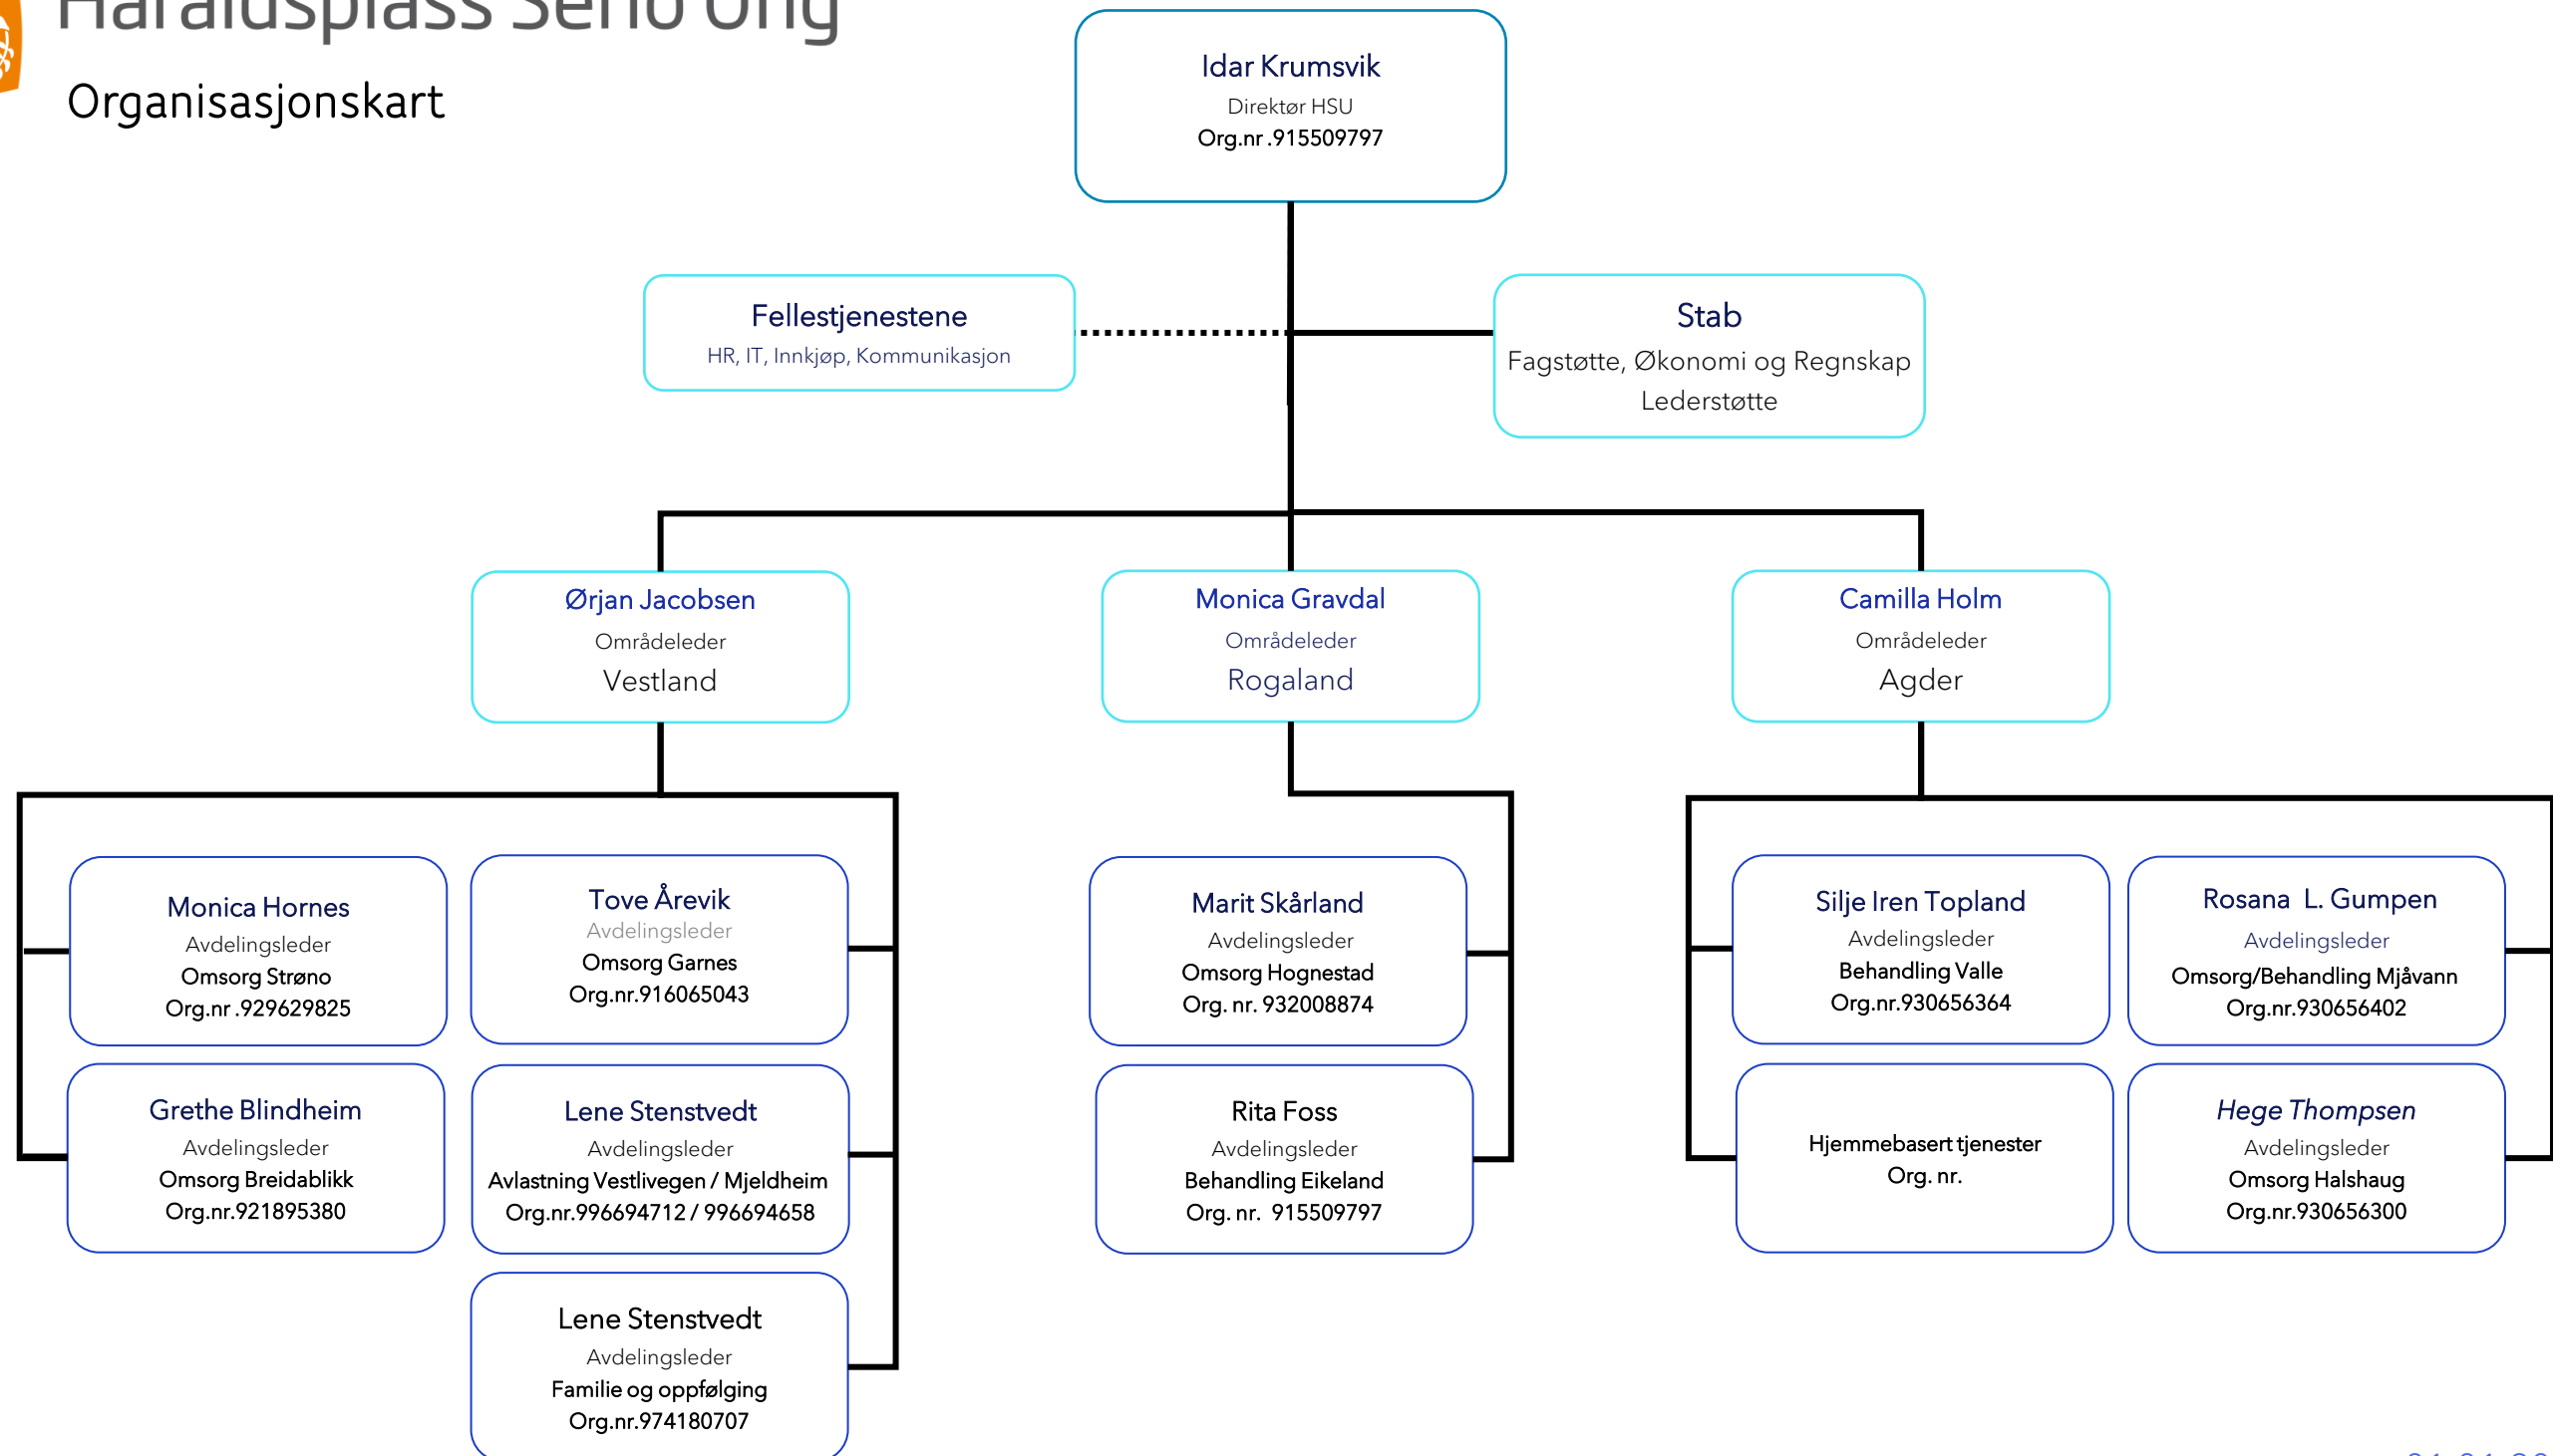 Haraldsplass Seno Ung
Organisasjonskart
Idar Krumsvik
Direktør HSU
Org.nr .915509797
Fellestjenestene
HR, IT, Innkjøp, Kommunikasjon
Stab
Fagstøtte, Økonomi og Regnskap
Lederstøtte
Ørjan Jacobsen
Områdeleder
Vestland
Monica Gravdal
Områdeleder
Rogaland
Camilla Holm
Områdeleder
Agder
Monica Hornes
Avdelingsleder
Omsorg Strøno
Org.nr .929629825
Tove Årevik
Avdelingsleder
Omsorg Garnes
Org.nr.916065043
Grethe Blindheim
Avdelingsleder
Omsorg Breidablikk
Org.nr.921895380
Lene Stenstvedt
Avdelingsleder
Avlastning Vestlivegen / Mjeldheim
Org.nr.996694712 / 996694658
Lene Stenstvedt
Avdelingsleder
Familie og oppfølging
Org.nr.974180707
Marit Skårland
Avdelingsleder
Omsorg Hognestad
Org. nr. 932008874
Rita Foss
Avdelingsleder
Behandling Eikeland
Org. nr. 915509797
Silje Iren Topland
Avdelingsleder
Behandling Valle
Org.nr.930656364
Rosana L. Gumpen
Avdelingsleder
Omsorg/Behandling Mjåvann
Org.nr.930656402
Hjemmebasert tjenester
Org. nr.
Hege Thompsen
Avdelingsleder
Omsorg Halshaug
Org.nr.930656300